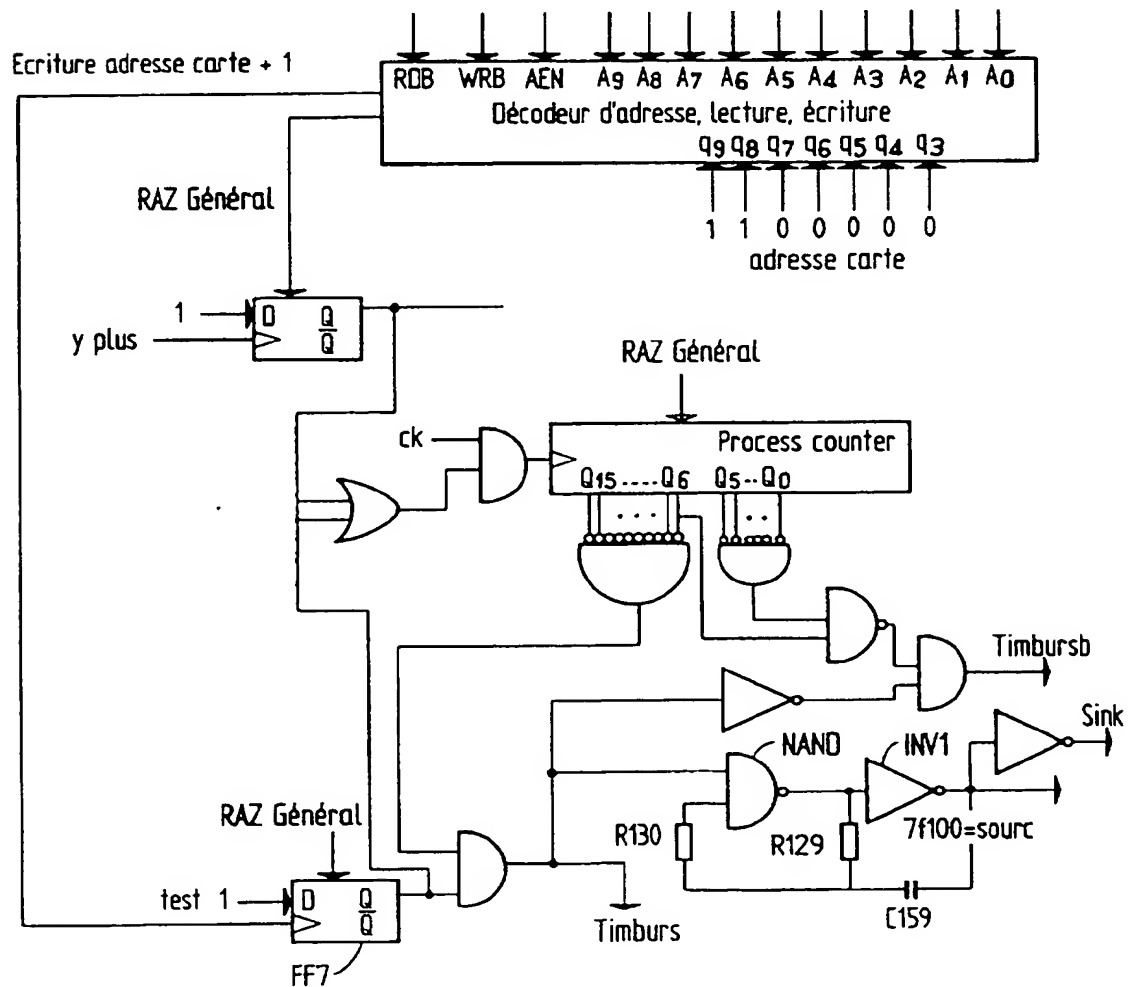 Ecriture adresse carte + 1
RDB WRB AEN A9 A8 A7 A6 A5 A4 A3 A2 A1 A0
Décodeur d'adresse, lecture, écriture
q9 q8 q7 q6 q5 q4 q3
RAZ Général
1 1 0 0 0 0 0
adresse carte
1 D Q
y plus Q
RAZ Général
ck
Process counter
Q15 ---- Q6 Q5 -- Q0
. . .
. .
Timbursb
Sink
NAND
INV1
RAZ Général
R130
R129
7f100=sourc
test 1 D Q
Q
C159
Timburs
FF7